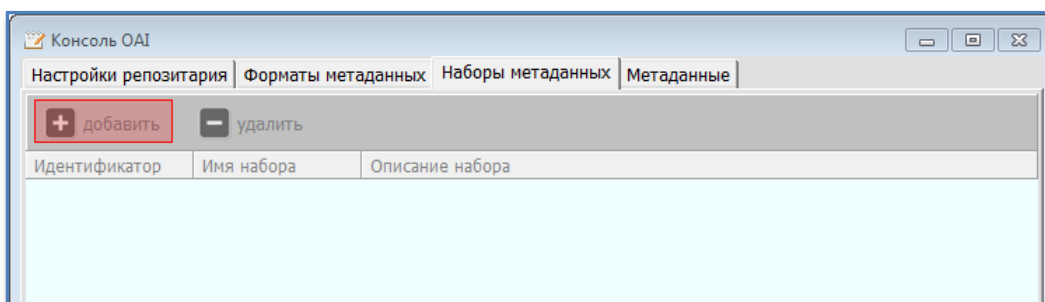 Консоль OAI
Настройки репозитария Форматы метаданных Наборы метаданных Метаданные
добавить удалить
Идентификатор Имя набора Описание набора